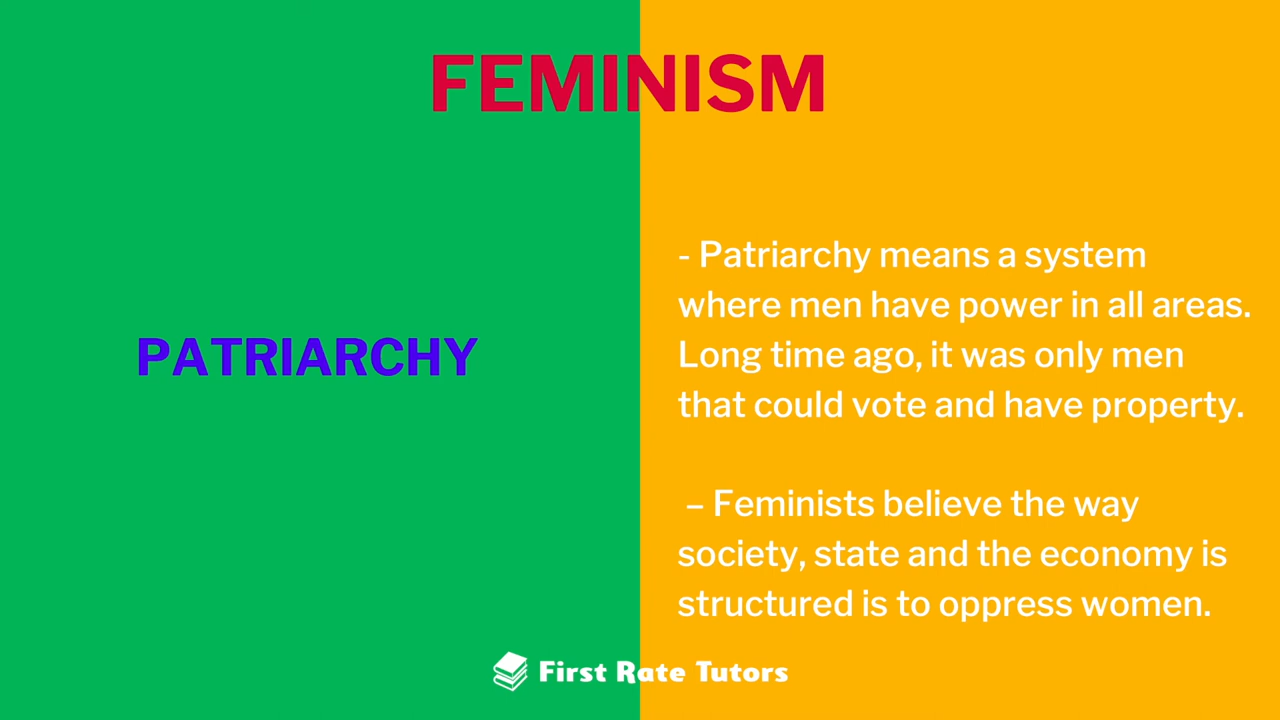 FEMINISM
PATRIARCHY
- Patriarchy means a system
where men have power in all areas.
Long time ago, it was only men
that could vote and have property.
– Feminists believe the way
society, state and the economy is
structured is to oppress women.
First Rate Tutors